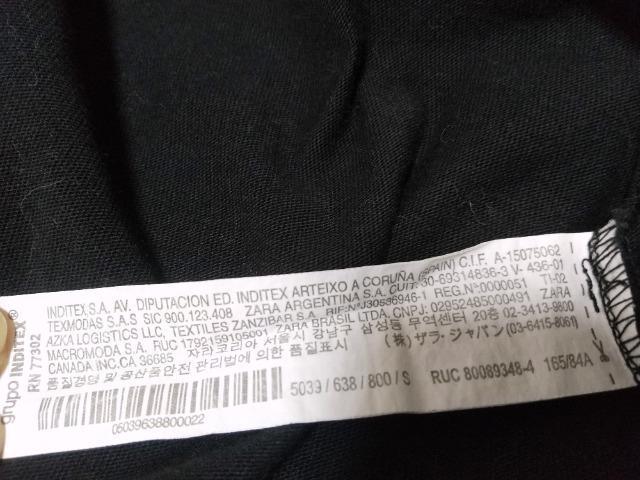 grupo INDITEX
RN 77302
INDITEX,S.A. AV. DIPUTACION ED. INDITEX ARTEIXO A CORUÑA (SPAIN) C.I.F. A-15075062
TEXMODAS S.A.S SIC 900.123.408 ZARA ARGENTINA S.A. CUIT: 30-69314836-3 V- 436-01
AZKA LOGISTICS LLC, TEXTILES ZANZIBAR S.A. RIF: J30536946-1 REG.Nº0000051 TH.02
MACROMODA S.A. RUC 1792159105001 ZARA BRASIL LTDA. CNPJ: 02952485000491 ZARA
CANADA INC.CA 36685 자라코리아 서울시 강남구 삼성동 무역센터 20층 02-3413-9800
품질경영 및 공산품안전 관리법에 의한 품질표시 (株) ザラ・ジャパン (03-6415-8061)
5039 / 638 / 800 / S RUC 80089348-4 165/84A
05039638800022